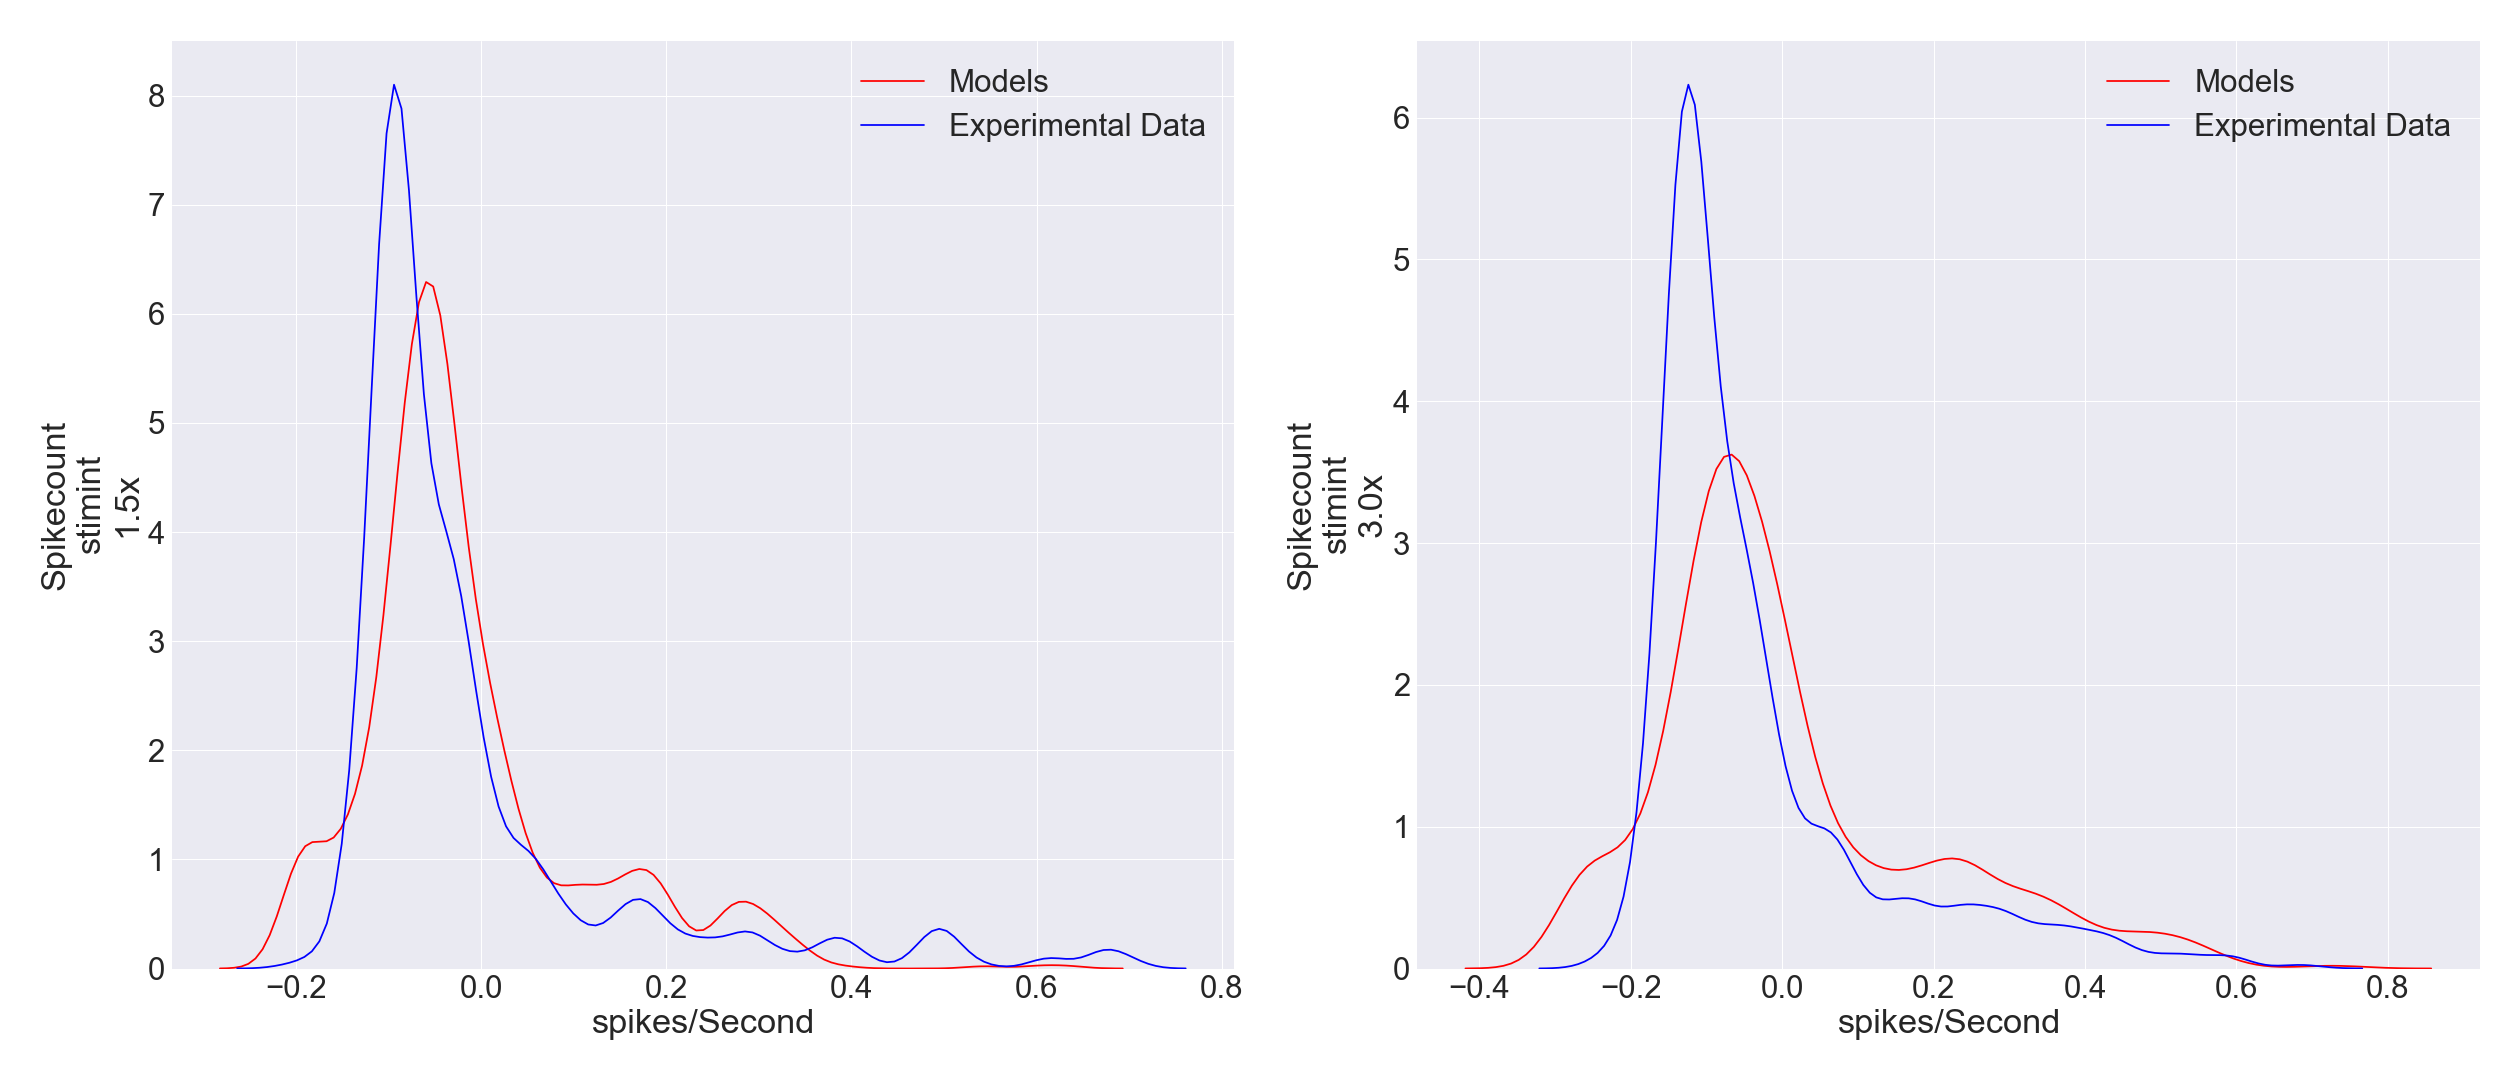 Models
Experimental Data
8
7
6
5
4
3
2
1
0
Spikecount
stimint
1.5x
−0.2
0.0
0.2
0.4
0.6
0.8
spikes/Second
Models
Experimental Data
6
5
4
3
2
1
0
Spikecount
stimint
3.0x
−0.4
−0.2
0.0
0.2
0.4
0.6
0.8
spikes/Second